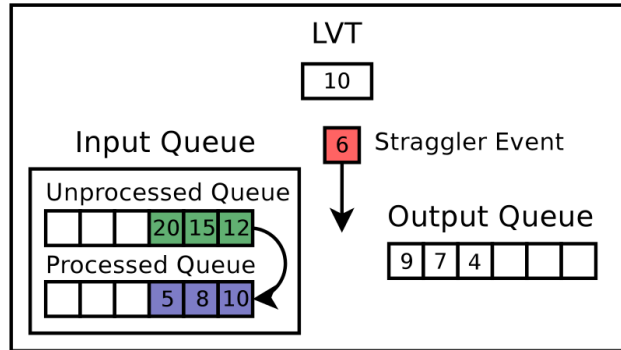 LVT
10
6 Straggler Event
Input Queue
Unprocessed Queue
20 15 12
Processed Queue
5 8 10
Output Queue
9 7 4